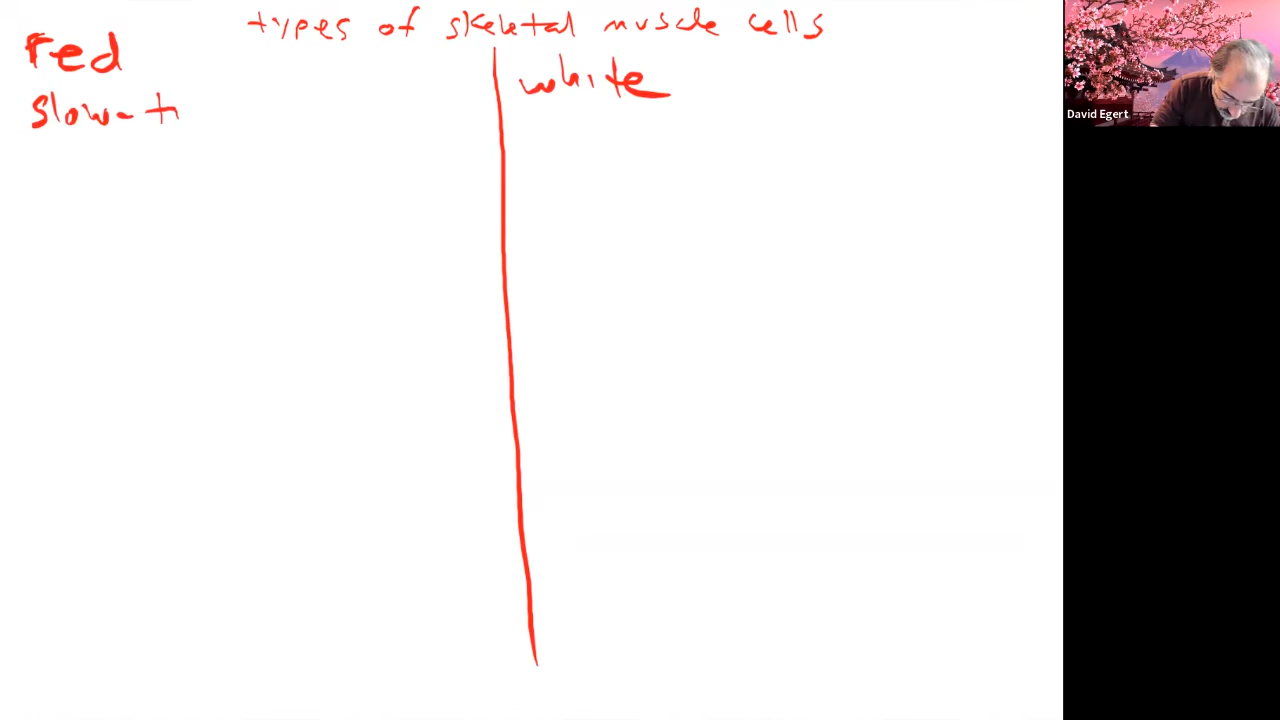 types of skeletal muscle cells
red
white
slow-t
David Egert